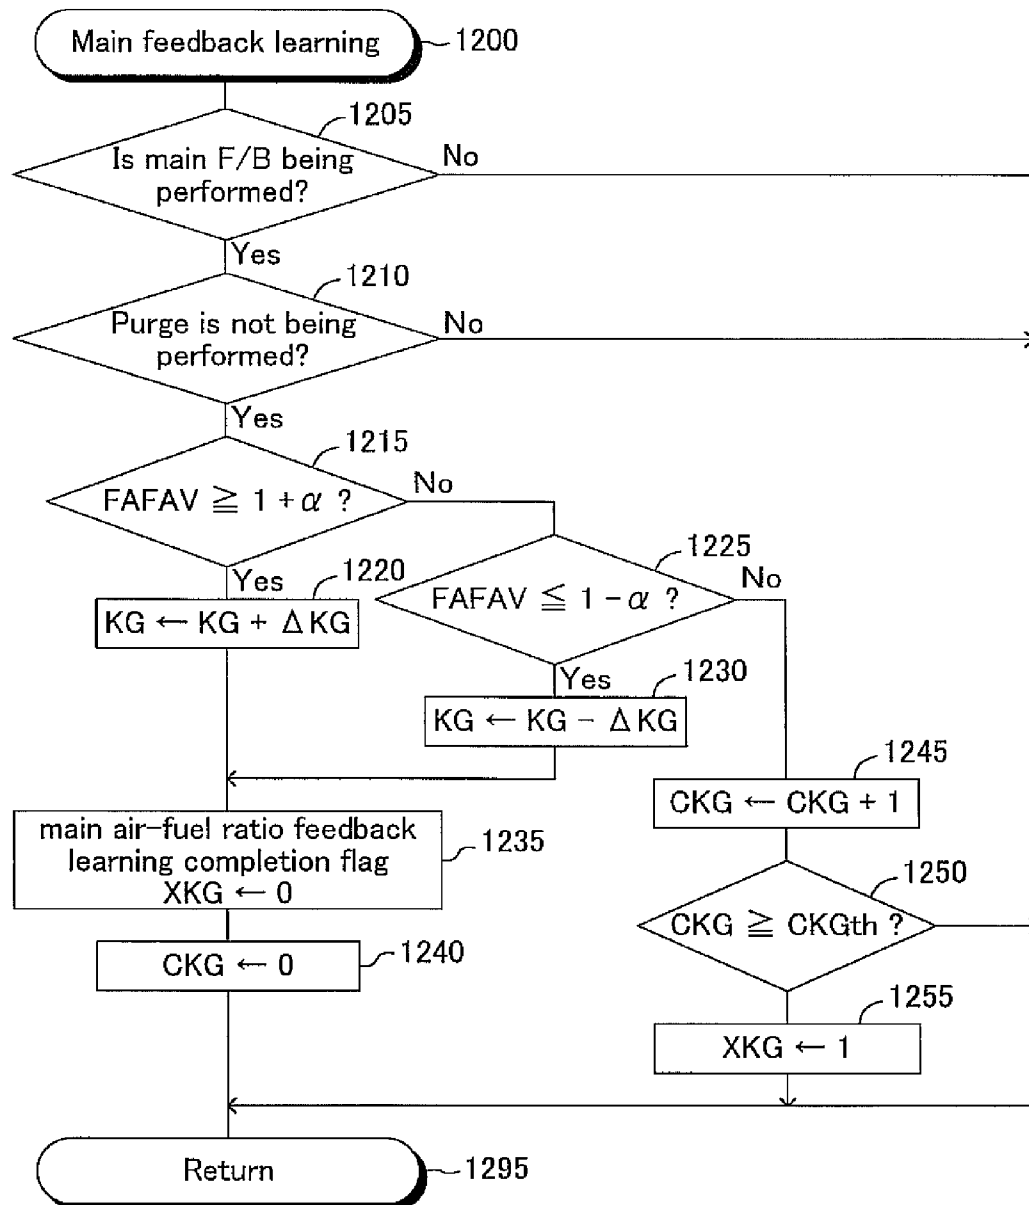 Main feedback learning
1200
1205
Is main F/B being
performed?
No
Yes
1210
Purge is not being
performed?
No
Yes
1215
FAFAV ≧ 1 + α ?
No
Yes
1220
KG ← KG + Δ KG
1225
FAFAV ≦ 1 − α ?
No
Yes
1230
KG ← KG − Δ KG
1245
CKG ← CKG + 1
main air-fuel ratio feedback
learning completion flag
XKG ← 0
1235
1250
CKG ≧ CKGth ?
CKG ← 0
1240
1255
XKG ← 1
Return
1295